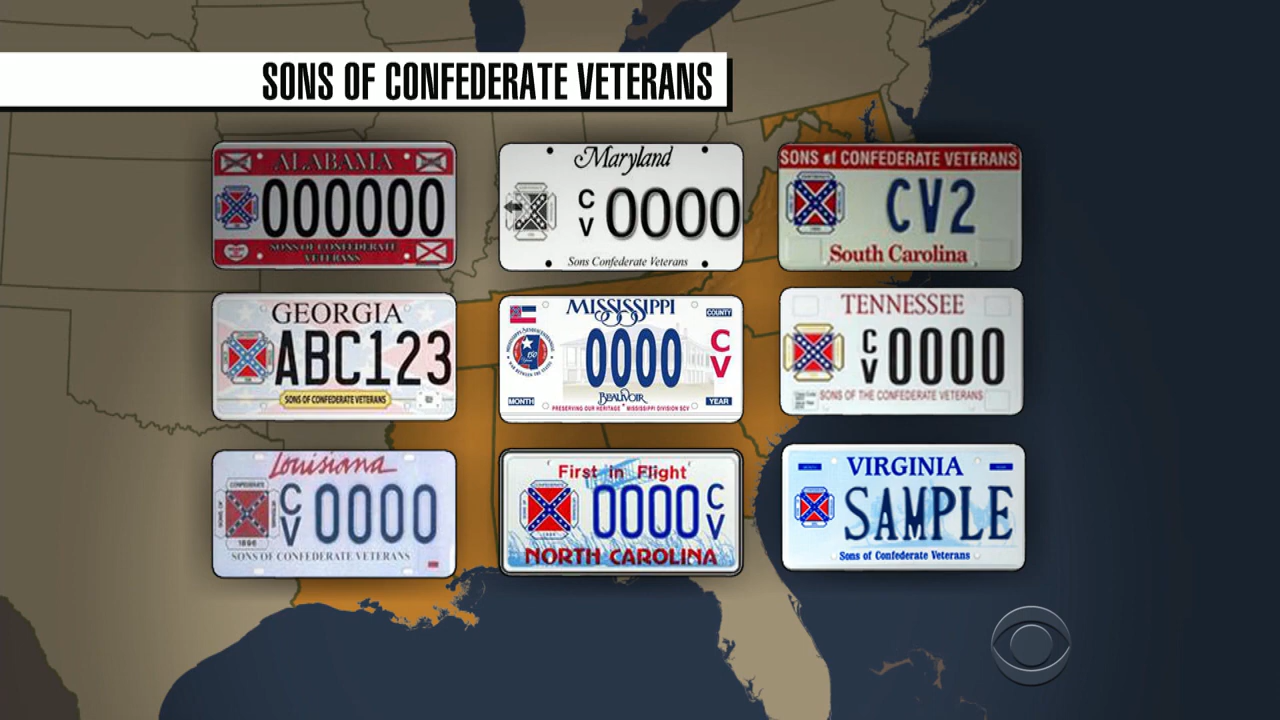 SONS OF CONFEDERATE VETERANS
ALABAMA
000000
SONS OF CONFEDERATE
VETERANS
Maryland
CV 0000
Sons Confederate Veterans
SONS of CONFEDERATE VETERANS
CV2
South Carolina
GEORGIA
ABC123
SONS OF CONFEDERATE VETERANS
MISSISSIPPI
COUNTY
0000 CV
BEAUVOIR
MONTH
YEAR
PRESERVING OUR HERITAGE * MISSISSIPPI DIVISION SCV
TENNESSEE
CV 0000
SONS OF THE CONFEDERATE VETERANS
Louisiana
CV 0000
1896
SONS OF CONFEDERATE VETERANS
First in Flight
0000 CV
NORTH CAROLINA
VIRGINIA
SAMPLE
Sons of Confederate Veterans